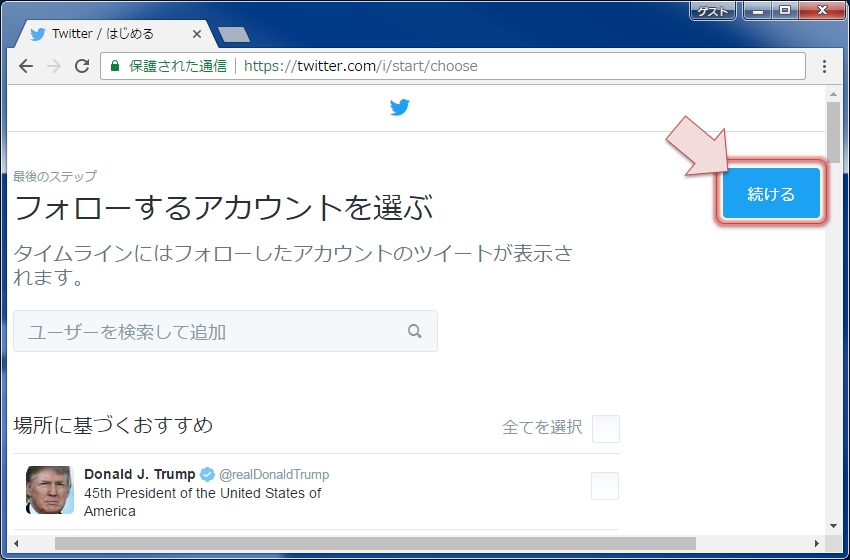 ゲスト
Twitter / はじめる
保護された通信 https://twitter.com/i/start/choose
最後のステップ
フォローするアカウントを選ぶ
続ける
タイムラインにはフォローしたアカウントのツイートが表示さ
れます。
ユーザーを検索して追加
場所に基づくおすすめ 全てを選択
Donald J. Trump @realDonaldTrump
45th President of the United States of
America